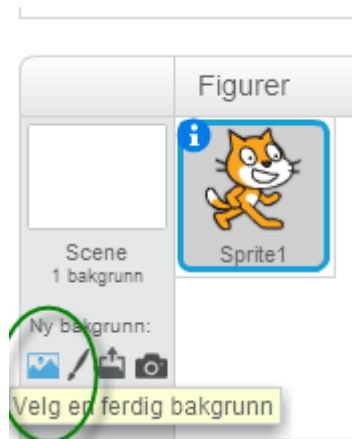 Figurer
Scene
1 bakgrunn
Sprite1
Ny bakgrunn:
Velg en ferdig bakgrunn